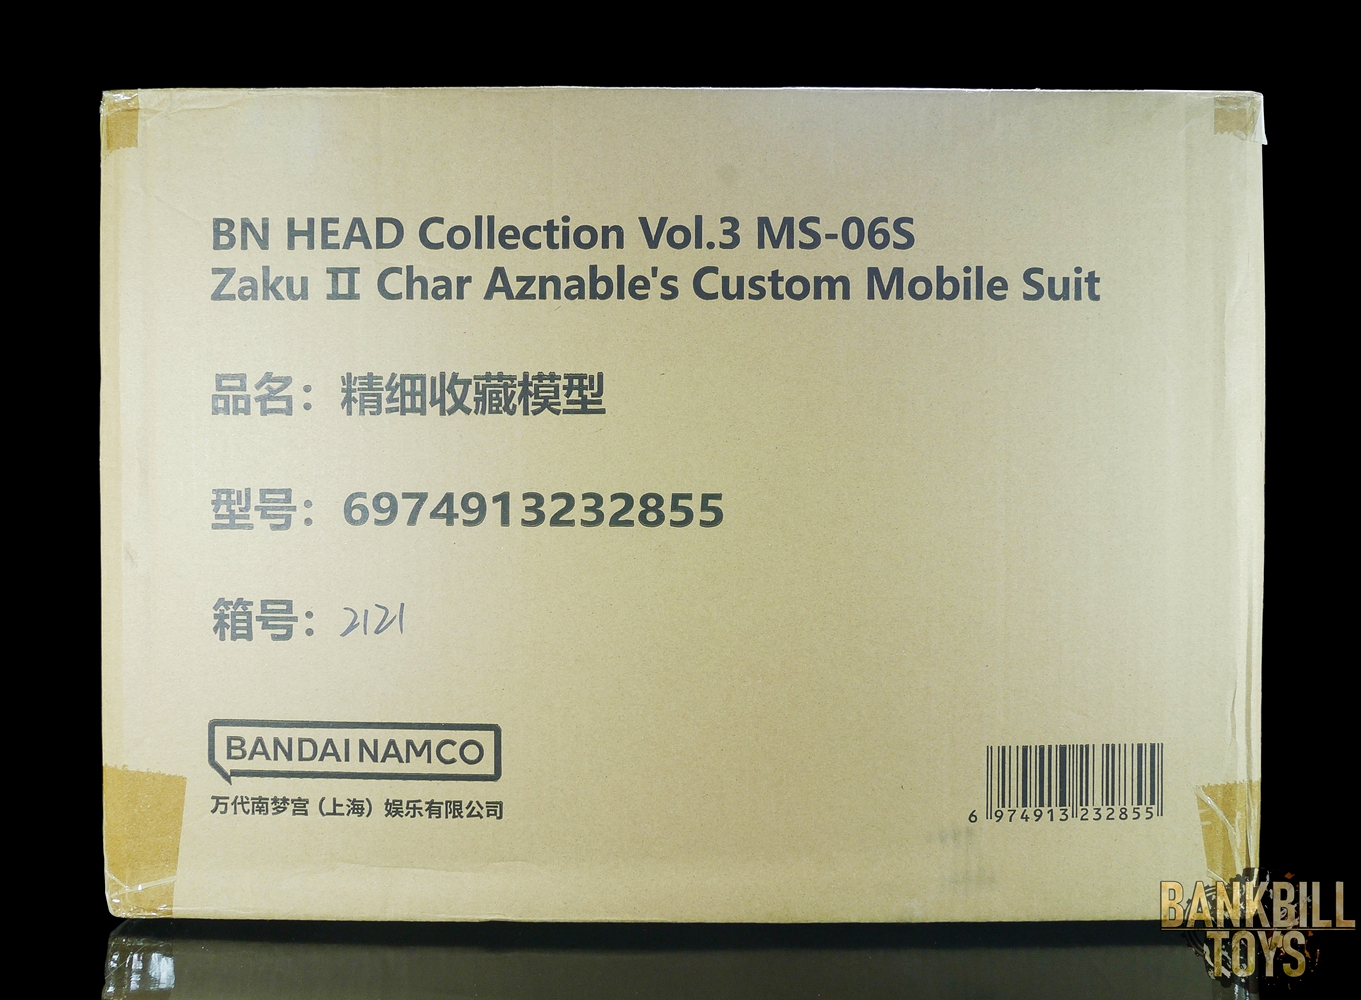 BN HEAD Collection Vol.3 MS-06S
Zaku Ⅱ Char Aznable's Custom Mobile Suit
品名：精细收藏模型
型号：6974913232855
箱号：2121
BANDAI NAMCO
万代南梦宫（上海）娱乐有限公司
6 974913 232855
BANKBILL
TOYS